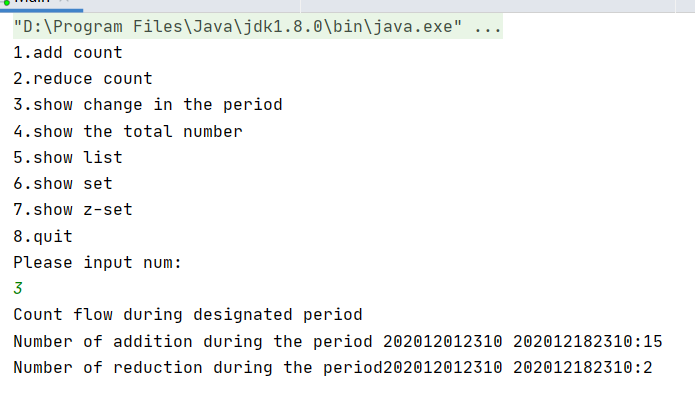 Main
"D:\Program Files\Java\jdk1.8.0\bin\java.exe" ...
1.add count
2.reduce count
3.show change in the period
4.show the total number
5.show list
6.show set
7.show z-set
8.quit
Please input num:
3
Count flow during designated period
Number of addition during the period 202012012310 202012182310:15
Number of reduction during the period202012012310 202012182310:2